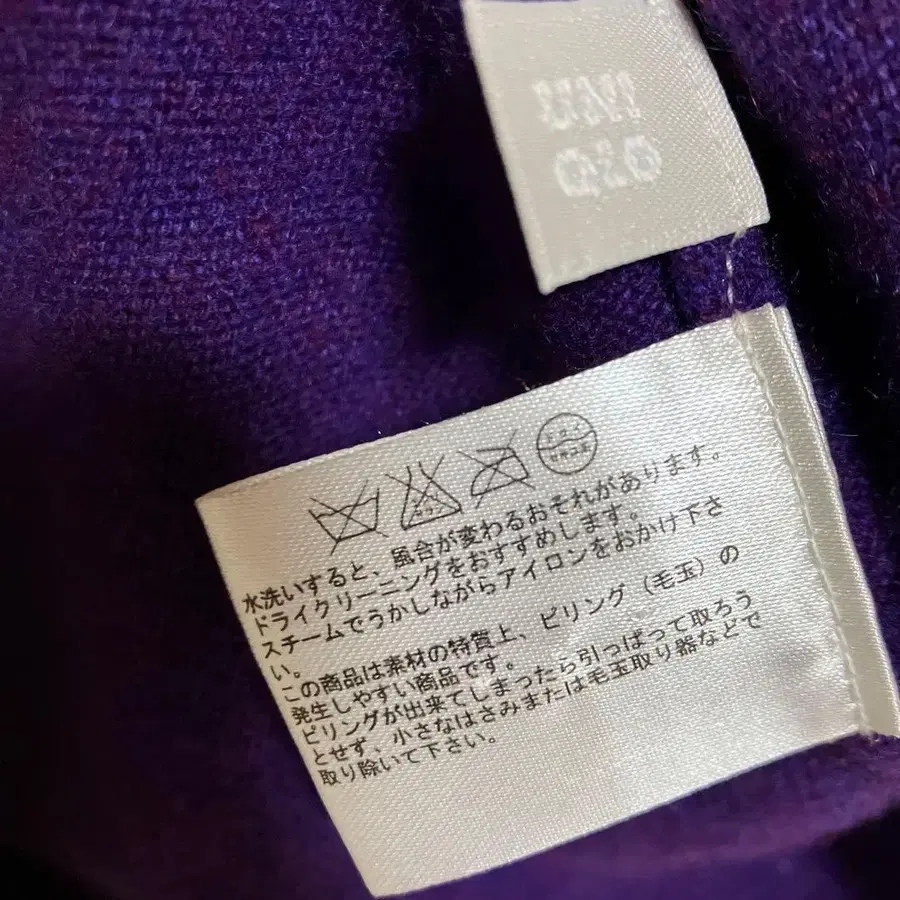 水洗いすると、風合が変わるおそれがあります。
ドライクリーニングをおすすめします。
スチームでうかしながらアイロンをおかけ下さ
い。
この商品は素材の特質上、ピリング（毛玉）の
発生しやすい商品です。
ピリングが出来てしまったら引っぱって取ろう
とせず、小さなはさみまたは毛玉取り器などで
取り除いて下さい。